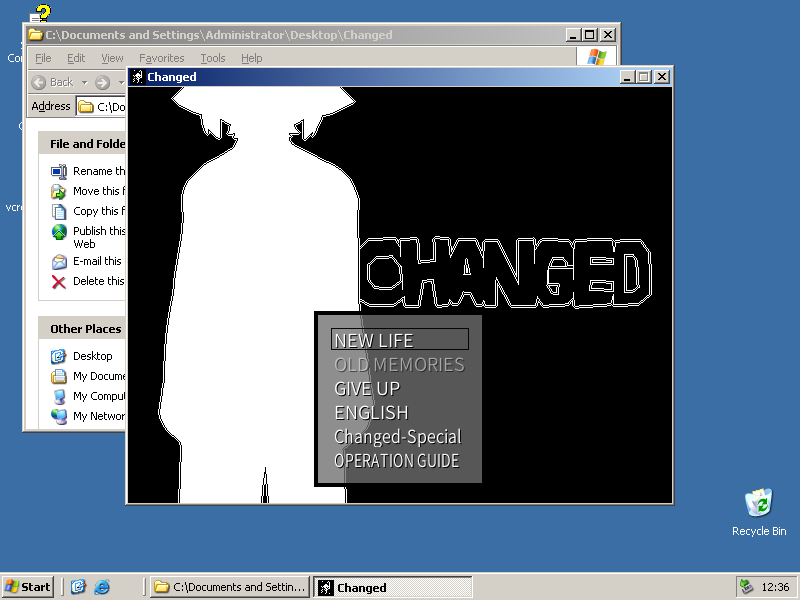 C:\Documents and Settings\Administrator\Desktop\Changed
File Edit View Favorites Tools Help
Back
Address C:\Do
Changed
File and Folde
Rename th
Move this f
Copy this f
Publish this
Web
E-mail this
Delete this
Other Places
Desktop
My Docume
My Comput
My Networ
CHANGED
NEW LIFE
OLD MEMORIES
GIVE UP
ENGLISH
Changed-Special
OPERATION GUIDE
Recycle Bin
Start
C:\Documents and Settin...
Changed
12:36